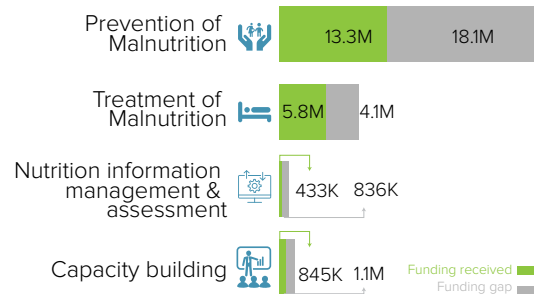 Prevention of
Malnutrition
13.3M 18.1M
Treatment of
Malnutrition
5.8M 4.1M
Nutrition information
management &
assessment
433K 836K
Capacity building
845K 1.1M
Funding received
Funding gap